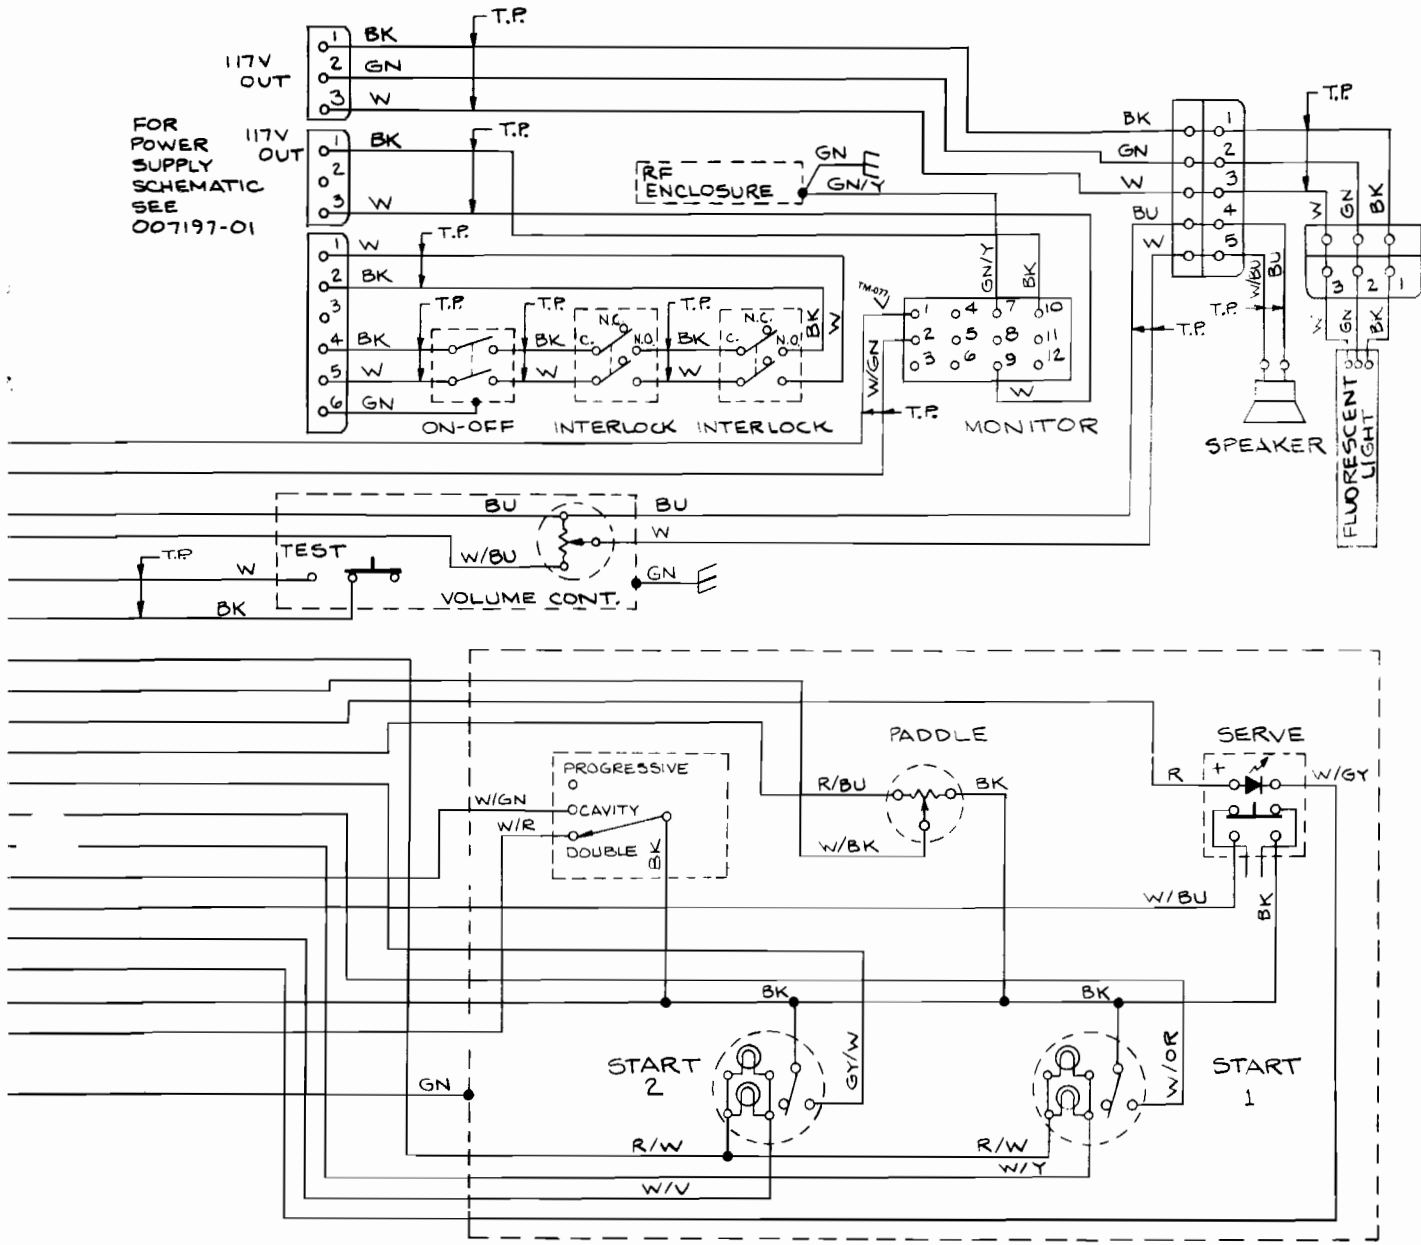 T.P.
1 BK
117V
OUT
2 GN
3 W
T.P.
FOR
POWER
SUPPLY
SCHEMATIC
SEE
007197-01
117V
OUT
1 BK
T.P.
2
3 W
RF
ENCLOSURE
GN
GN/Y
BK
GN
W
BU
W
1
2
3
4
5
T.P.
W
GN
BK
3 2 1
GN
BK
W/BU
BU
T.P.
T.P.
1 W
T.P.
2 BK
3
4 BK
5 W
6 GN
T.P.
T.P.
T.P.
BK
W
C.
N.C.
N.O.
BK
W
C.
N.C.
N.O.
BK
W
ON-OFF
INTERLOCK
INTERLOCK
TM-077
GN/Y
BK
1 4 7 10
2 5 8 11
3 6 9 12
W
W/GN
T.P.
MONITOR
SPEAKER
FLUORESCENT
LIGHT
BU
BU
W
W/BU
TEST
T.P.
W
BK
VOLUME CONT.
GN
PADDLE
SERVE
PROGRESSIVE
CAVITY
DOUBLE
BK
W/GN
W/R
R/BU
BK
W/BK
R
+
W/GY
W/BU
BK
BK
BK
START
2
GY/W
W/OR
START
1
GN
R/W
R/W
W/Y
W/V